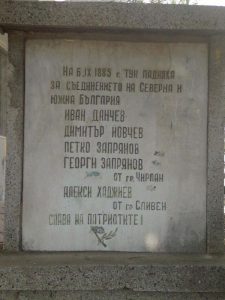 НА 6.IX 1885 г. ТУК ПАДНАХА
ЗА СЪЕДИНЕНИЕТО НА СЕВЕРНА И
ЮЖНА БЪЛГАРИЯ
ИВАН ДАНЧЕВ
ДИМИТЪР ЙОВЧЕВ
ПЕТКО ЗАПРЯНОВ
ГЕОРГИ ЗАПРЯНОВ
ОТ ГР. ЧИРПАН
АЛЕКСИ ХАДЖИЕВ
ОТ ГР. СЛИВЕН
СЛАВА НА ПАТРИОТИТЕ!